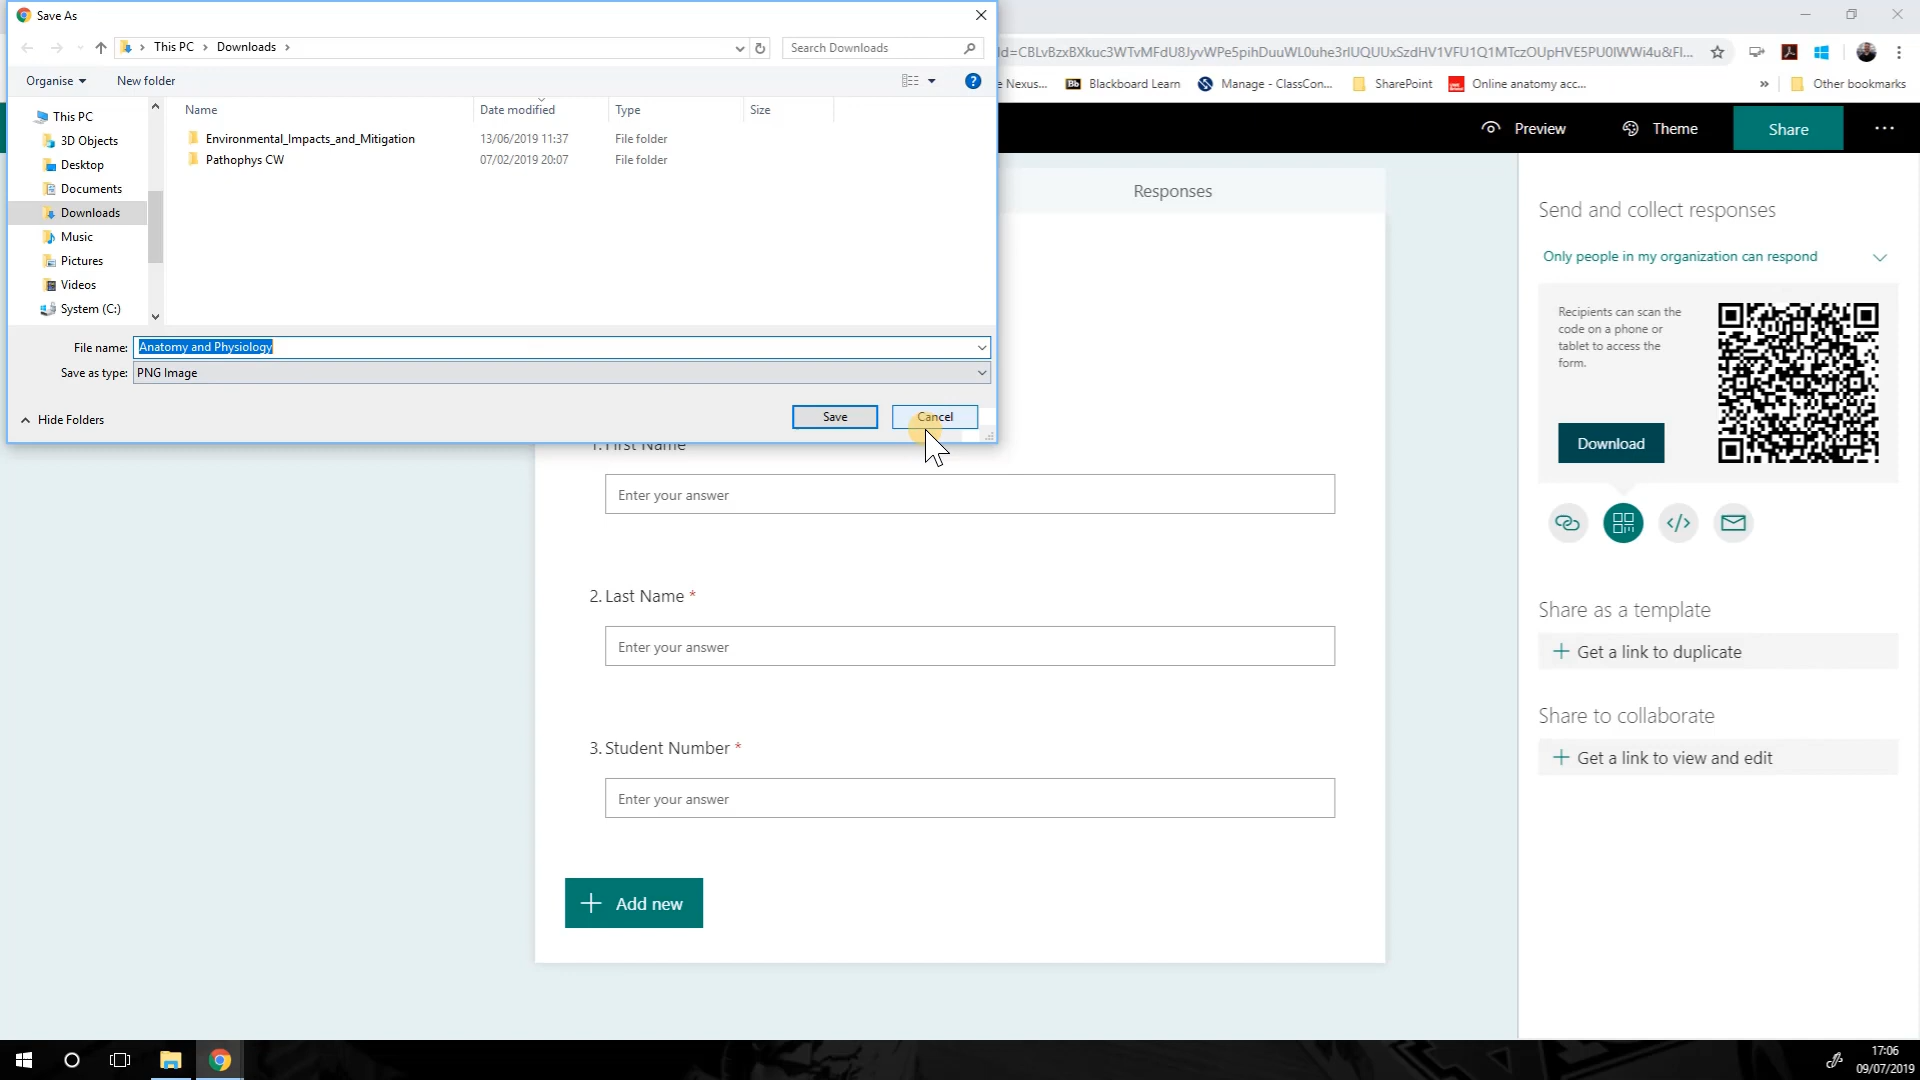 Save As
This PC
Downloads
Search Downloads
Organise
New folder
Name
Date modified
Type
Size
This PC
3D Objects
Desktop
Documents
Downloads
Music
Pictures
Videos
System (C:)
Environmental_Impacts_and_Mitigation 13/06/2019 11:37 File folder
Pathophys CW 07/02/2019 20:07 File folder
File name: Anatomy and Physiology
Save as type: PNG Image
Hide Folders
Save
Cancel
e Nexus...
Blackboard Learn
Manage - ClassCon...
SharePoint
Online anatomy acc...
»
Other bookmarks
Preview
Theme
Share
Responses
1. First Name
Enter your answer
2. Last Name *
Enter your answer
3. Student Number *
Enter your answer
Add new
Send and collect responses
Only people in my organization can respond
Recipients can scan the
code on a phone or
tablet to access the
form.
Download
Share as a template
Get a link to duplicate
Share to collaborate
Get a link to view and edit
17:06
09/07/2019